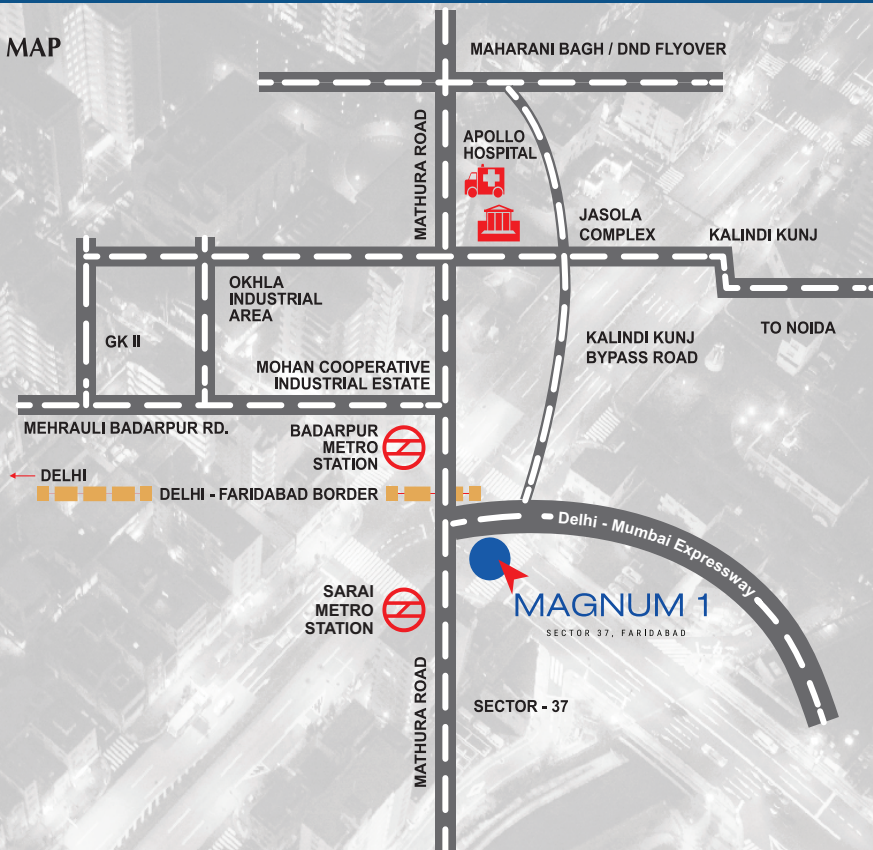 MAP
MAHARANI BAGH / DND FLYOVER
MATHURA ROAD
APOLLO
HOSPITAL
JASOLA
COMPLEX
KALINDI KUNJ
OKHLA
INDUSTRIAL
AREA
GK II
TO NOIDA
KALINDI KUNJ
BYPASS ROAD
MOHAN COOPERATIVE
INDUSTRIAL ESTATE
MEHRAULI BADARPUR RD.
BADARPUR
METRO
STATION
DELHI
DELHI - FARIDABAD BORDER
Delhi - Mumbai Expressway
SARAI
METRO
STATION
MAGNUM 1
SECTOR 37, FARIDABAD
MATHURA ROAD
SECTOR - 37